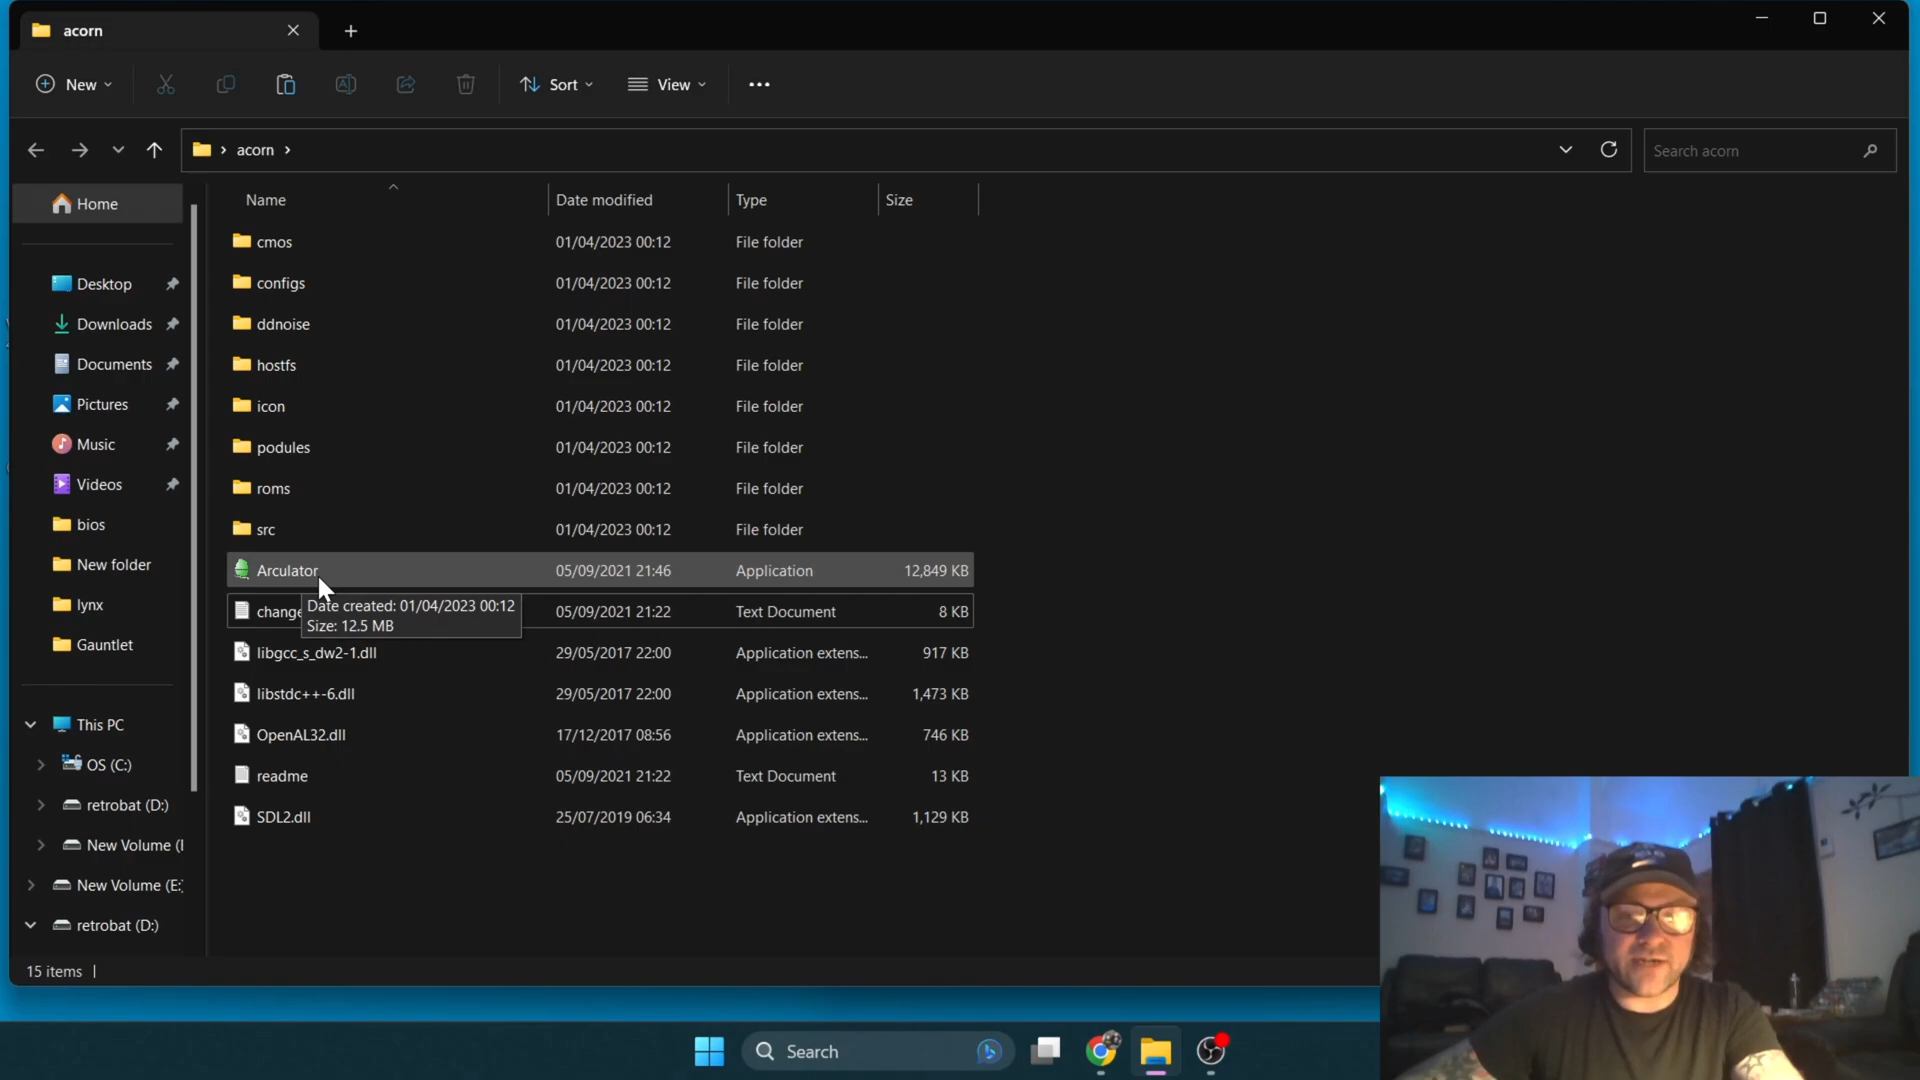 acorn
New
Sort
View
acorn
Search acorn
Name
Date modified
Type
Size
Home
Desktop
Downloads
Documents
Pictures
Music
Videos
bios
New folder
lynx
Gauntlet
This PC
OS (C:)
retrobat (D:)
New Volume (
New Volume (E:
retrobat (D:)
cmos 01/04/2023 00:12 File folder
configs 01/04/2023 00:12 File folder
ddnoise 01/04/2023 00:12 File folder
hostfs 01/04/2023 00:12 File folder
icon 01/04/2023 00:12 File folder
podules 01/04/2023 00:12 File folder
roms 01/04/2023 00:12 File folder
src 01/04/2023 00:12 File folder
Arculator 05/09/2021 21:46 Application 12,849 KB
change 05/09/2021 21:22 Text Document 8 KB
Date created: 01/04/2023 00:12
Size: 12.5 MB
libgcc_s_dw2-1.dll 29/05/2017 22:00 Application extens... 917 KB
libstdc++-6.dll 29/05/2017 22:00 Application extens... 1,473 KB
OpenAL32.dll 17/12/2017 08:56 Application extens... 746 KB
readme 05/09/2021 21:22 Text Document 13 KB
SDL2.dll 25/07/2019 06:34 Application extens... 1,129 KB
15 items
Search